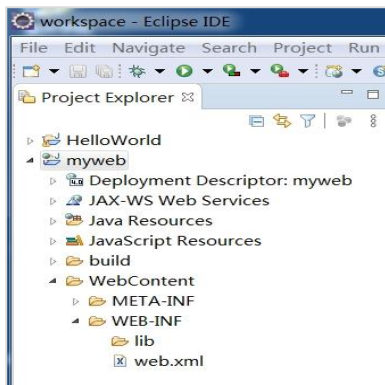 workspace - Eclipse IDE
File Edit Navigate Search Project Run
Project Explorer
HelloWorld
myweb
Deployment Descriptor: myweb
JAX-WS Web Services
Java Resources
JavaScript Resources
build
WebContent
META-INF
WEB-INF
lib
web.xml